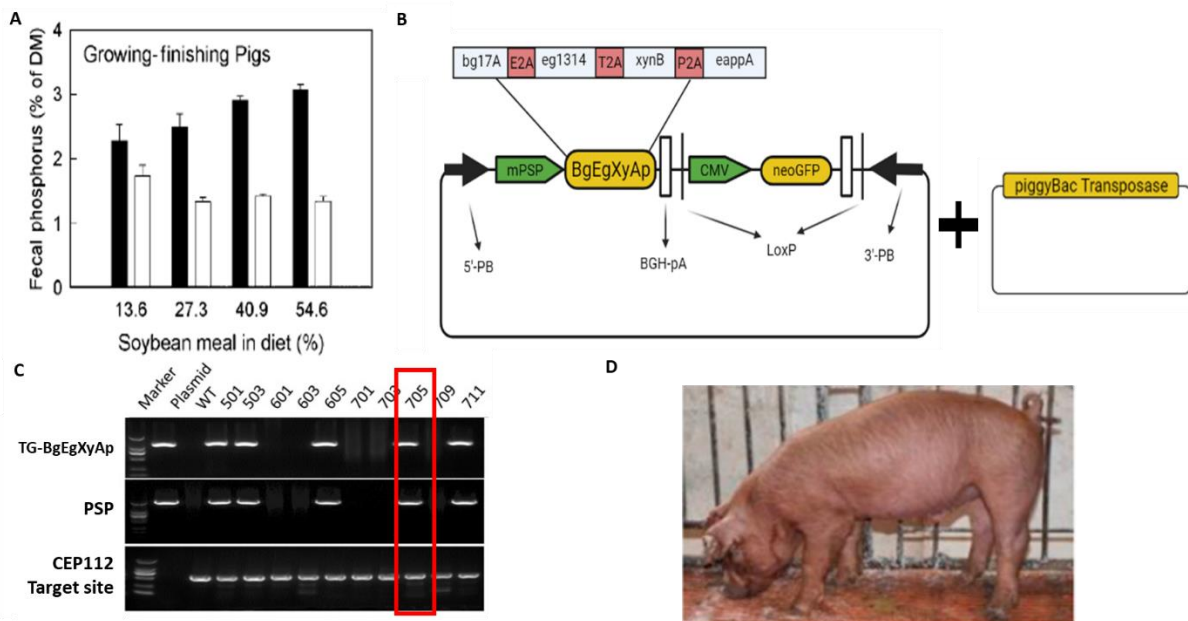 A
Growing-finishing Pigs
Fecal phosphorus (% of DM)
4
3
2
1
0
13.6 27.3 40.9 54.6
Soybean meal in diet (%)
B
bg17A E2A eg1314 T2A xynB P2A eappA
mPSP BgEgXyAp CMV neoGFP
5'-PB BGH-pA LoxP 3'-PB
+
piggyBac Transposase
C
Marker Plasmid WT 501 503 601 603 605 701 703 705 709 711
TG-BgEgXyAp
PSP
CEP112
Target site
D